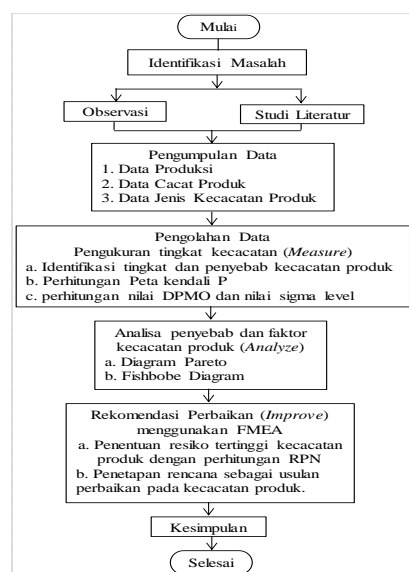 Mulai
Identifikasi Masalah
Observasi
Studi Literatur
Pengumpulan Data
1. Data Produksi
2. Data Cacat Produk
3. Data Jenis Kecacatan Produk
Pengolahan Data
Pengukuran tingkat kecacatan (Measure)
a. Identifikasi tingkat dan penyebab kecacatan produk
b. Perhitungan Peta kendali P
c. perhitungan nilai DPMO dan nilai sigma level
Analisa penyebab dan faktor
kecacatan produk (Analyze)
a. Diagram Pareto
b. Fishbobe Diagram
Rekomendasi Perbaikan (Improve)
menggunakan FMEA
a. Penentuan resiko tertinggi kecacatan
produk dengan perhitungan RPN
b. Penetapan rencana sebagai usulan
perbaikan pada kecacatan produk.
Kesimpulan
Selesai